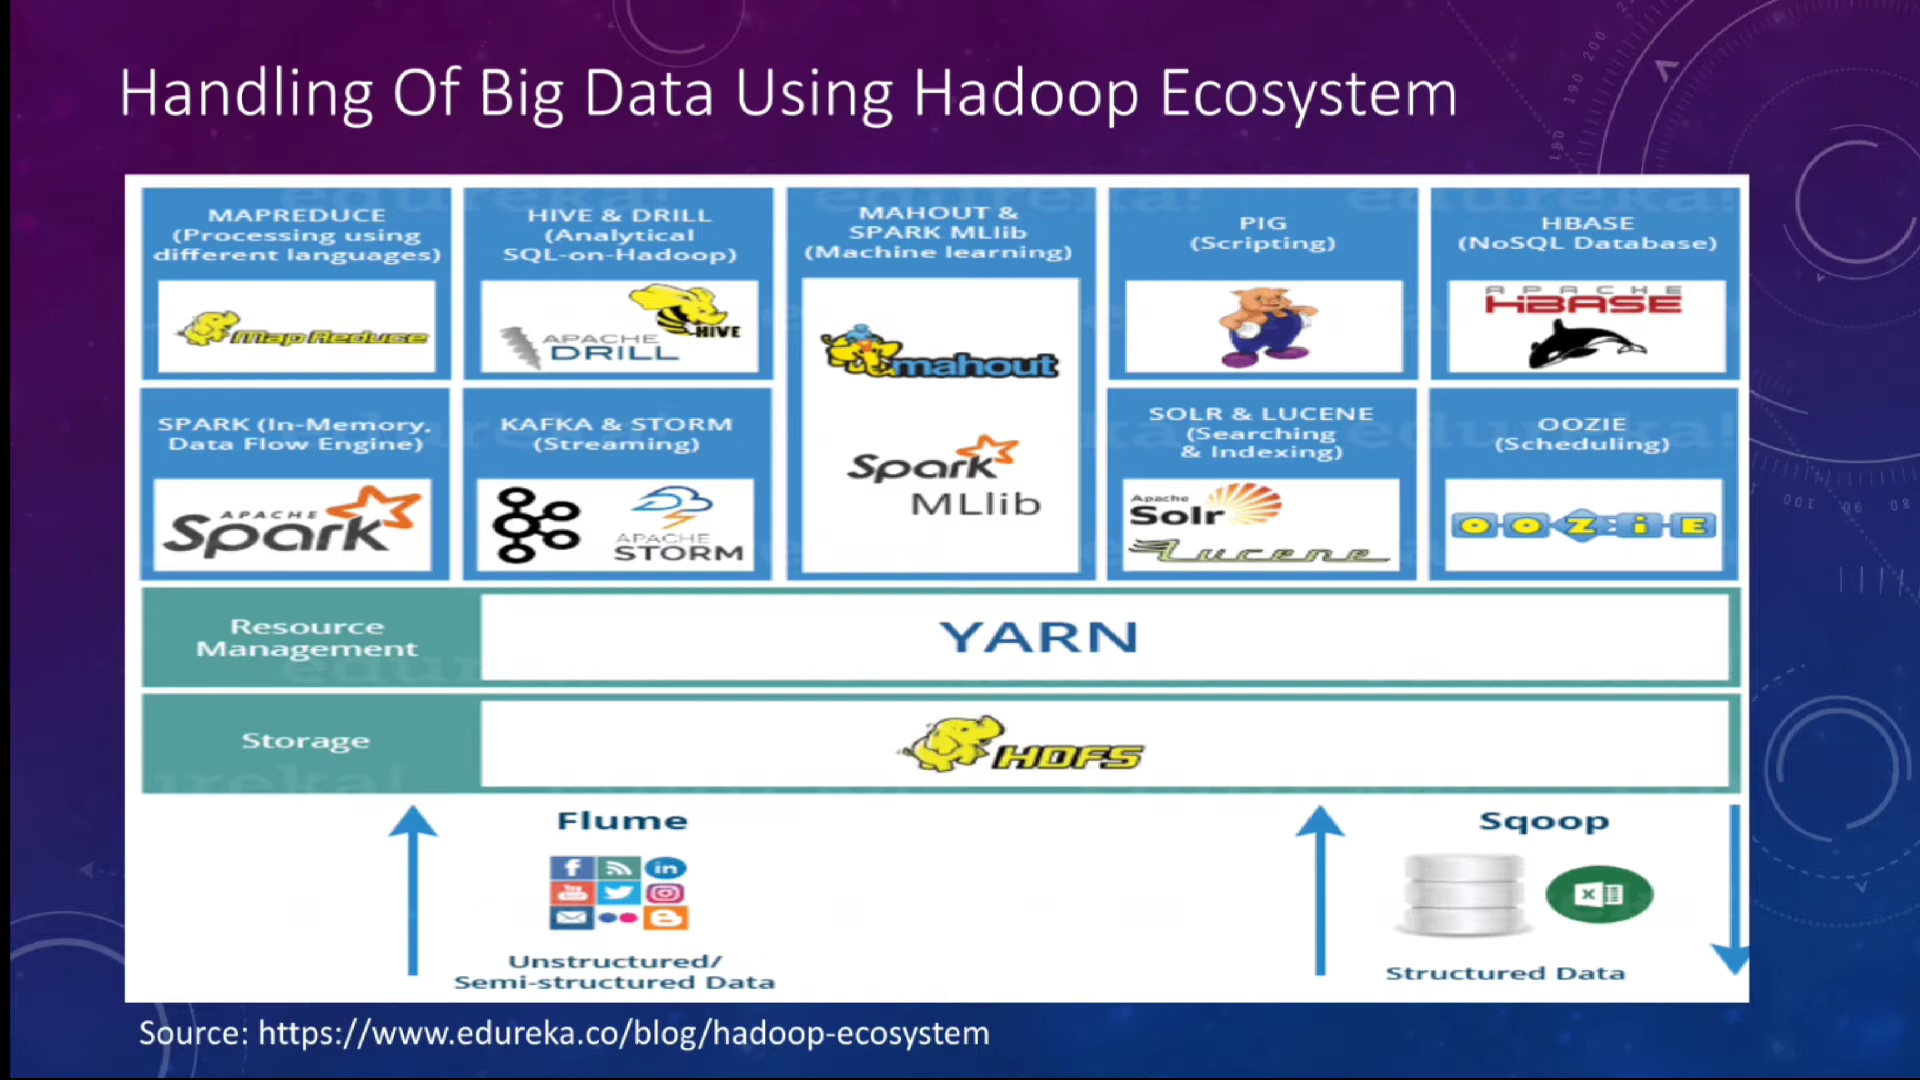 Handling Of Big Data Using Hadoop Ecosystem
MAPREDUCE
(Processing using
different languages)
MapReduce
HIVE & DRILL
(Analytical
SQL-on-Hadoop)
HIVE
APACHE
DRILL
MAHOUT &
SPARK MLlib
(Machine learning)
mahout
Spark
MLlib
PIG
(Scripting)
HBASE
(NoSQL Database)
APACHE
HBASE
SPARK (In-Memory,
Data Flow Engine)
APACHE
Spark
KAFKA & STORM
(Streaming)
APACHE
STORM
SOLR & LUCENE
(Searching
& Indexing)
Apache
Solr
Lucene
OOZIE
(Scheduling)
OOZiE
Resource
Management
YARN
Storage
HDFS
Flume
Unstructured/
Semi-structured Data
Sqoop
Structured Data
Source: https://www.edureka.co/blog/hadoop-ecosystem